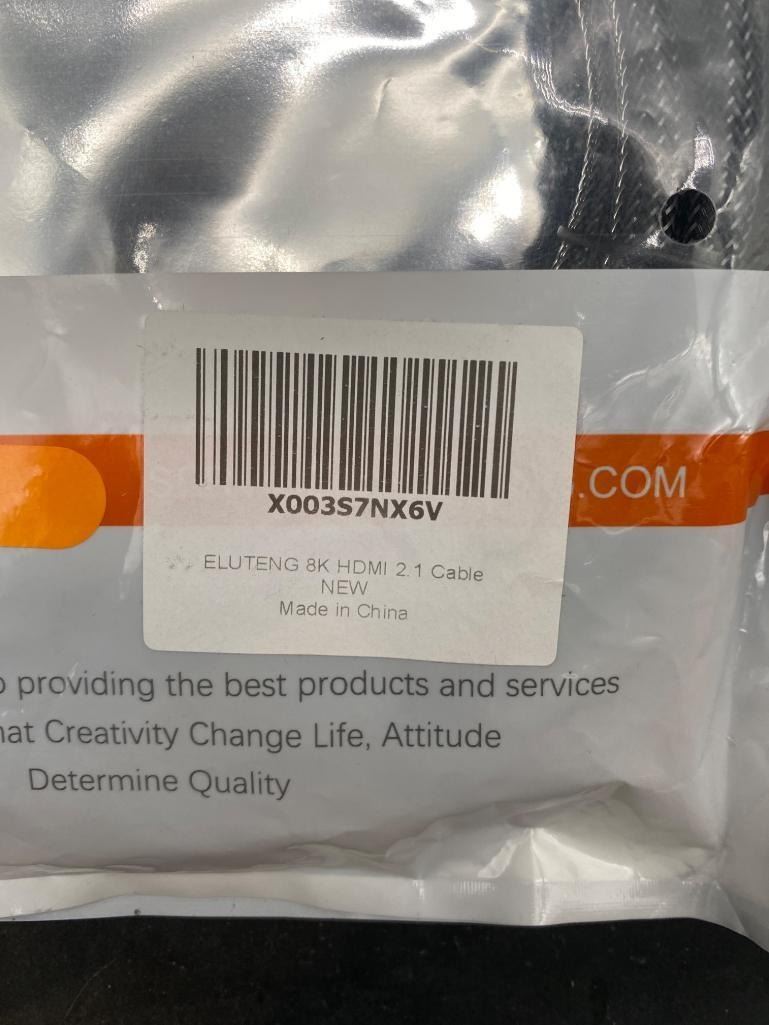 X003S7NX6V
ELUTENG 8K HDMI 2.1 Cable
NEW
Made in China
.COM
providing the best products and services
Creativity Change Life, Attitude
Determine Quality